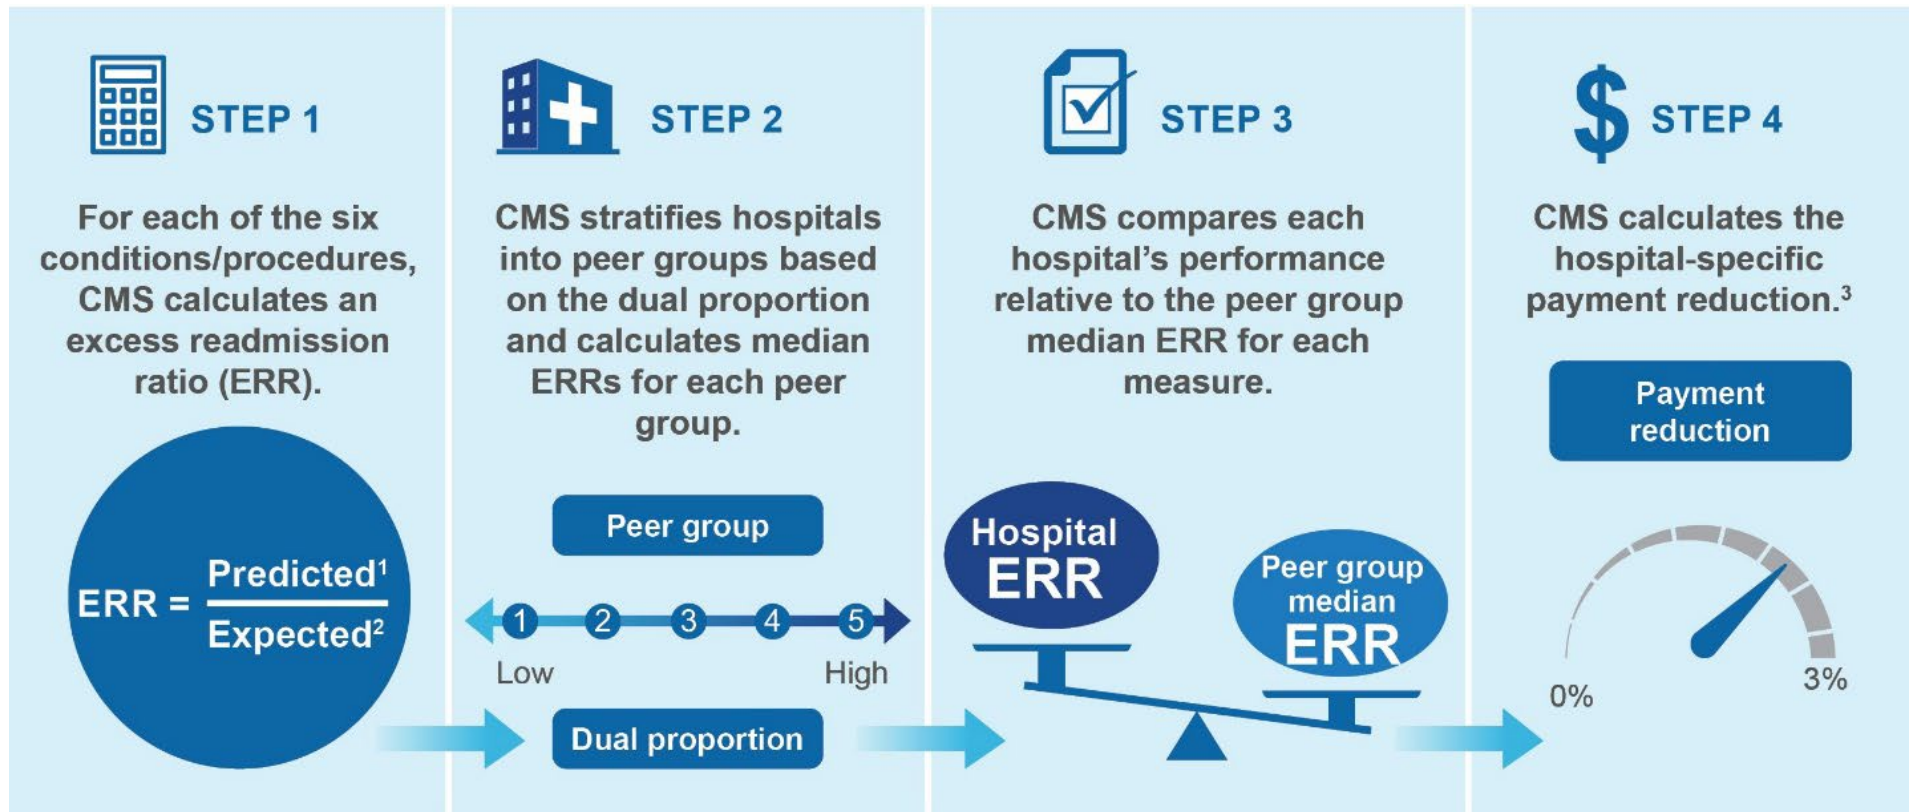 STEP 1
For each of the six
conditions/procedures,
CMS calculates an
excess readmission
ratio (ERR).
ERR = Predicted¹
Expected²
STEP 2
CMS stratifies hospitals
into peer groups based
on the dual proportion
and calculates median
ERRs for each peer
group.
Peer group
1 2 3 4 5
Low High
Dual proportion
STEP 3
CMS compares each
hospital’s performance
relative to the peer group
median ERR for each
measure.
Hospital
ERR
Peer group
median
ERR
$ STEP 4
CMS calculates the
hospital-specific
payment reduction.³
Payment
reduction
0% 3%